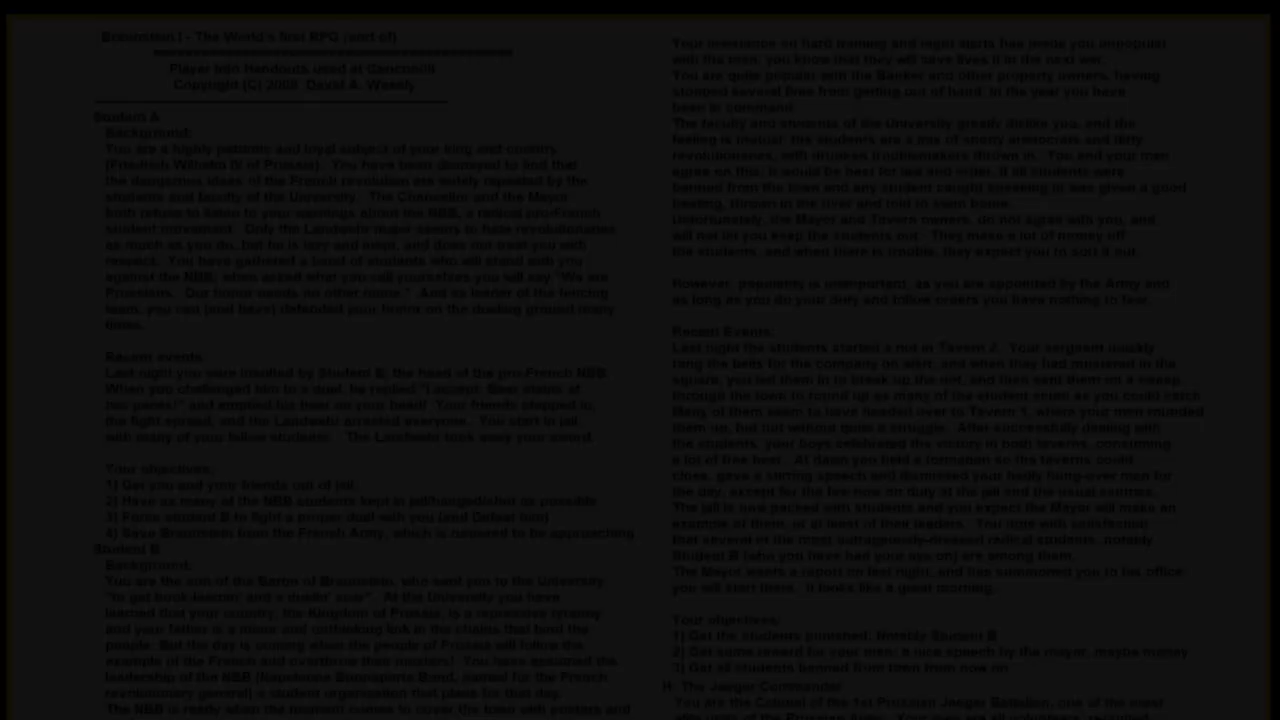 Braunstein I - The World's first RPG (sort of)
Player Info Handouts used at Gencon
Copyright (C) 2008 David A. Wesely
Student A
Background:
You are a highly patriotic and loyal subject of your king and country
(Friedrich Wilhelm IV of Prussia). You have been dismayed to find that
the dangerous ideas of the French revolution are widely repeated by the
students and faculty of the University. The Chancellor and the Mayor
both refuse to listen to your warnings about the NBB, a radical pro-French
student movement. Only the Landwehr major seems to hate revolutionaries
as much as you do, but he is very and does not treat you with
respect. You have gathered a band of students who will stand with you
against the NBB; when asked what you call yourselves you will say "We are
Prussians. Our honor needs no other name." And as leader of the fencing
team, you can (and have) defended your honor on the dueling ground many
times.
Recent events:
Last night you were insulted by Student B, the head of the pro-French NBB.
When you challenged him to a duel, he replied "I accept: Beer steins at
two paces!" and emptied his beer on your head! Your friends stepped in,
the fight spread, and the Landwehr arrested everyone. You start in jail
with many of your fellow students. The Landwehr took away your sword.
Your objectives:
1) Get you and your friends out of jail
2) Have as many of the NBB students kept in jail/hanged/shot as possible
3) Force student B to fight a proper duel with you (and Defeat him)
4) Save Braunstein from the French Army, which is rumored to be approaching
Student B
Background:
You are the son of the Baron of Braunstein, who sent you to the University
"to get book-learnin' and a duelin' scar". At the University you have
learned that your country, the Kingdom of Prussia, is a repressive tyranny
and your father is a minor and unthinking link in the chains that bind the
people. But the day is coming when the people of Prussia will follow the
example of the French and overthrow their masters! You have assumed the
leadership of the NBB (Napoleone Buonaparte Band, named for the French
revolutionary general) a student organization that plans for that day.
The NBB is ready when the moment comes to cover the town with posters and
Your insistence on hard training and night alerts has made you unpopular
with the men, you know that they will save lives it in the next war.
You are quite popular with the Banker and other property owners, having
stopped several fires from getting out of hand, in the year you have
been in command.
The faculty and students of the University greatly dislike you, and the
feeling is mutual: the students are a mix of snooty aristocrats and dirty
revolutionaries, with drunken troublemakers thrown in. You and your men
agree on this: it would be best for law and order, if all students were
banned from the town and any student caught sneaking in was given a good
beating, thrown in the river and told to swim home.
Unfortunately, the Mayor and Tavern owners, do not agree with you, and
will not let you keep the students out. They make a lot of money off
the students, and when there is trouble, they expect you to sort it out.
However, popularity is unimportant, as you are appointed by the Army and
as long as you do your duty and follow orders you have nothing to fear.
Recent Events:
Last night the students started a riot in Tavern 2. Your sergeant quickly
rang the bells for the company on alert, and when they had mustered in the
square, you led them in to break up the riot, and then sent them on a sweep
through the town to round up as many of the student scum as you could catch.
Many of them seem to have headed over to Tavern 1, where your men rounded
them up, but not without quite a struggle. After successfully dealing with
the students, your boys celebrated the victory in both taverns, consuming
a lot of free beer. At dawn you held a formation so the taverns could
close, gave a stirring speech and dismissed your badly hung-over men for
the day, except for the few now on duty at the jail and the usual sentries.
The jail is now packed with students and you expect the Mayor will make an
example of them, or at least of their leaders. You note with satisfaction
that several of the most outrageously-dressed radical students, notably
Student B (who you have had your eye on) are among them.
The Mayor wants a report on last night, and has summoned you to his office:
you will start there. It looks like a great morning.
Your objectives:
1) Get the students punished: Notably Student B
2) Get some reward for your men: a nice speech by the mayor, maybe money
3) Get all students banned from town from now on
H: The Jaeger Commander
You are the Colonel of the 1st Prussian Jaeger Battalion, one of the most
elite units of the Prussian Army. Your men are all volunteers,